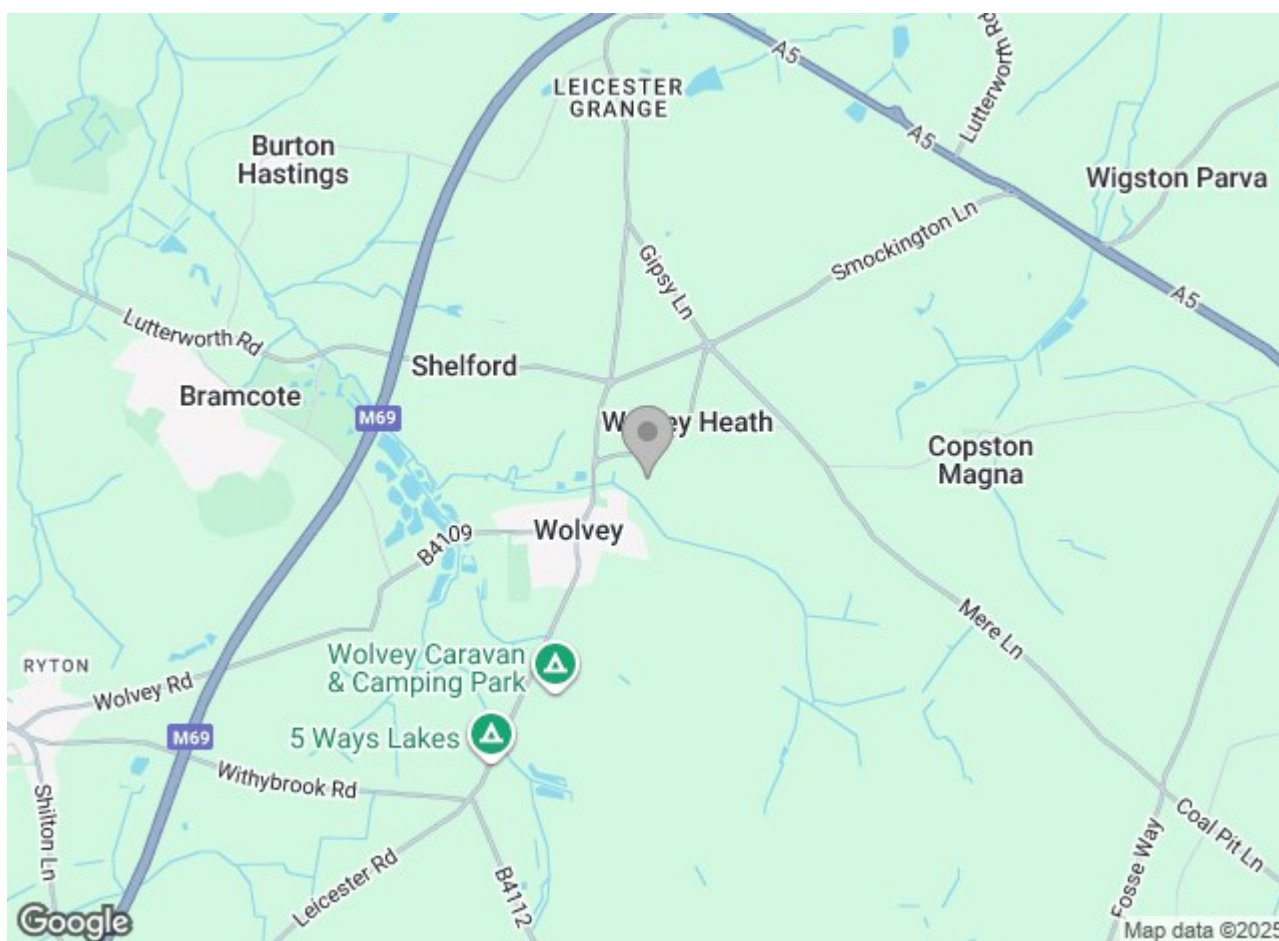 A5
Lutterworth Rd
LEICESTER
GRANGE
A5
Burton
Hastings
Wigston Parva
Smockington Ln
Gipsy Ln
A5
Lutterworth Rd
Shelford
Bramcote
M69
Heath
Copston
Magna
Wolvey
B4109
Mere Ln
Wolvey Caravan
& Camping Park
RYTON
Wolvey Rd
M69
5 Ways Lakes
Withybrook Rd
Shilton Ln
Coal Pit Ln
Fosse Way
Leicester Rd
B4112
Google
Map data ©2025